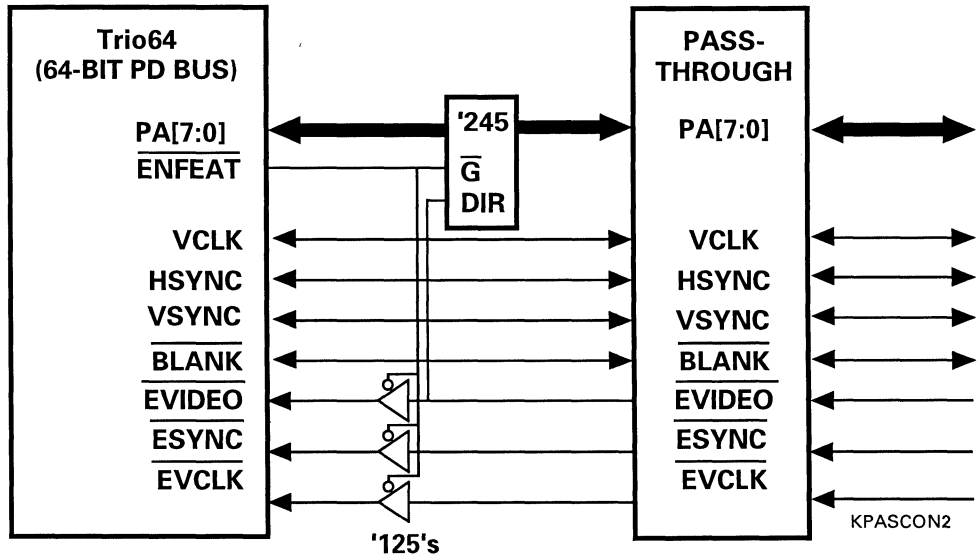 Trio64
(64-BIT PD BUS)
PA[7:0]
ENFEAT
VCLK
HSYNC
VSYNC
BLANK
EVIDEO
ESYNC
EVCLK
'245
G
DIR
'125's
PASS-
THROUGH
PA[7:0]
VCLK
HSYNC
VSYNC
BLANK
EVIDEO
ESYNC
EVCLK
KPASCON2